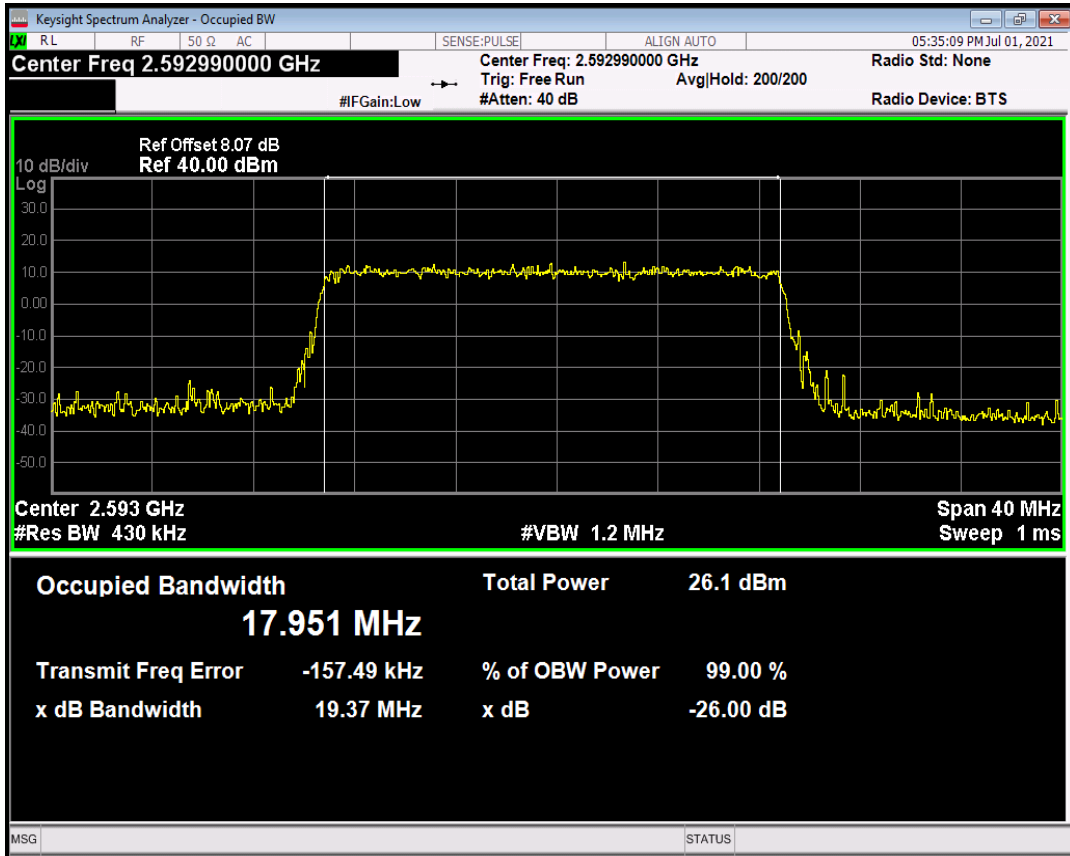 Keysight Spectrum Analyzer - Occupied BW
LXI RL RF 50 Ω AC SENSE:PULSE ALIGN AUTO 05:35:09 PM Jul 01, 2021
Center Freq 2.592990000 GHz Center Freq: 2.592990000 GHz Radio Std: None
Trig: Free Run Avg|Hold: 200/200
#IFGain:Low #Atten: 40 dB Radio Device: BTS
Ref Offset 8.07 dB
10 dB/div Ref 40.00 dBm
Log
30.0
20.0
10.0
0.00
-10.0
-20.0
-30.0
-40.0
-50.0
Center 2.593 GHz Span 40 MHz
#Res BW 430 kHz #VBW 1.2 MHz Sweep 1 ms
Occupied Bandwidth Total Power 26.1 dBm
17.951 MHz
Transmit Freq Error -157.49 kHz % of OBW Power 99.00 %
x dB Bandwidth 19.37 MHz x dB -26.00 dB
MSG STATUS